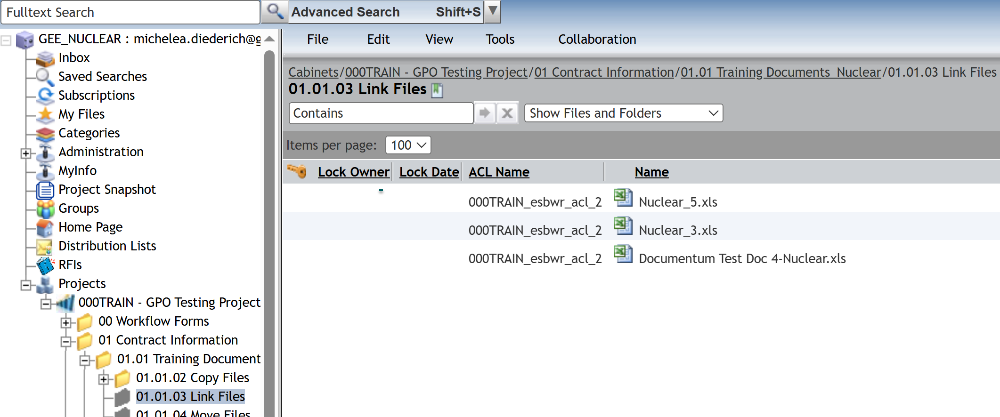 Fulltext Search
Advanced Search Shift+S
GEE_NUCLEAR : michelea.diederich@g
Inbox
Saved Searches
Subscriptions
My Files
Categories
Administration
MyInfo
Project Snapshot
Groups
Home Page
Distribution Lists
RFIs
Projects
000TRAIN - GPO Testing Project
00 Workflow Forms
01 Contract Information
01.01 Training Document
01.01.02 Copy Files
01.01.03 Link Files
01.01.04 Move Files
File Edit View Tools Collaboration
Cabinets/000TRAIN - GPO Testing Project/01 Contract Information/01.01 Training Documents_Nuclear/01.01.03 Link Files
01.01.03 Link Files
Contains
Show Files and Folders
Items per page: 100
Lock Owner Lock Date ACL Name Name
000TRAIN_esbwr_acl_2 Nuclear_5.xls
000TRAIN_esbwr_acl_2 Nuclear_3.xls
000TRAIN_esbwr_acl_2 Documentum Test Doc 4-Nuclear.xls